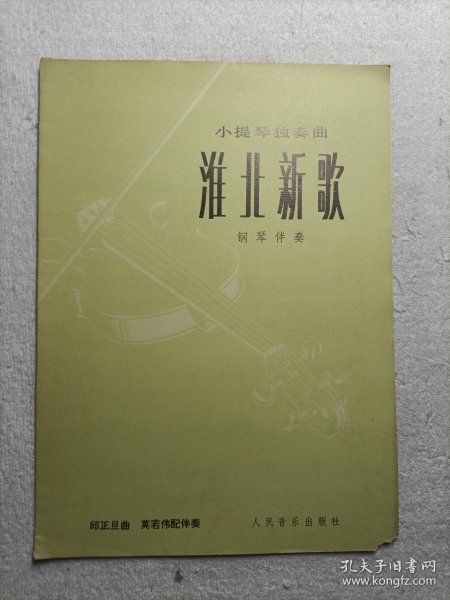 小提琴独奏曲
淮北新歌
钢琴伴奏
邱正旦曲 莫若伟配伴奏
人民音乐出版社
孔夫子旧书网
www.kongfz.com